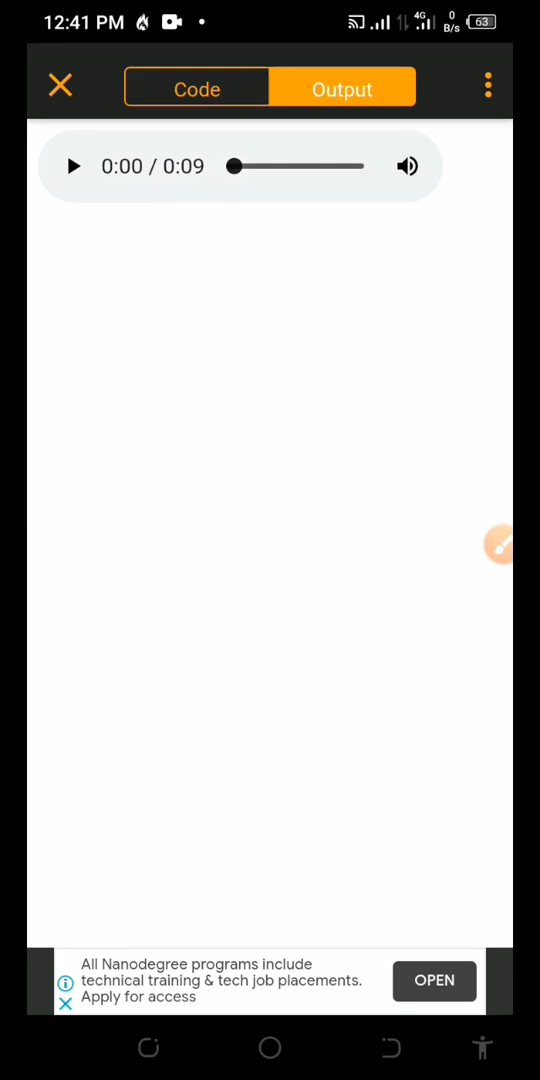 12:41 PM 4G 0 B/s 63
Code Output
0:00 / 0:09
All Nanodegree programs include
technical training & tech job placements.
Apply for access
OPEN